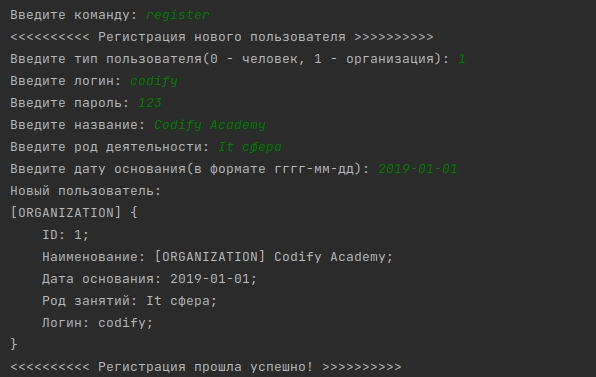 Введите команду: register
<<<<<<<<<< Регистрация нового пользователя >>>>>>>>>>
Введите тип пользователя(0 - человек, 1 - организация): 1
Введите логин: codify
Введите пароль: 123
Введите название: Codify Academy
Введите род деятельности: It сфера
Введите дату основания(в формате гггг-мм-дд): 2019-01-01
Новый пользователь:
[ORGANIZATION] {
    ID: 1;
    Наименование: [ORGANIZATION] Codify Academy;
    Дата основания: 2019-01-01;
    Род занятий: It сфера;
    Логин: codify;
}
<<<<<<<<<< Регистрация прошла успешно! >>>>>>>>>>